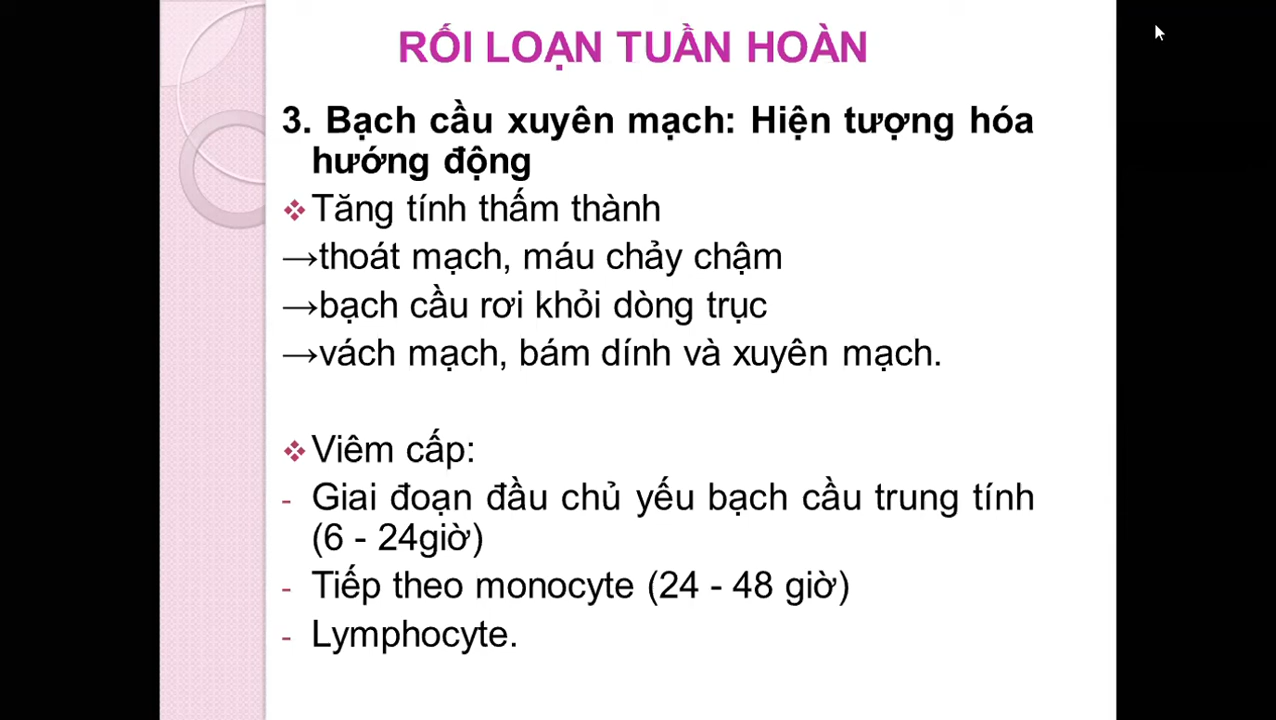 RỐI LOẠN TUẦN HOÀN
3. Bạch cầu xuyên mạch: Hiện tượng hóa
hướng động
❖ Tăng tính thấm thành
→thoát mạch, máu chảy chậm
→bạch cầu rơi khỏi dòng trục
→vách mạch, bám dính và xuyên mạch.
❖ Viêm cấp:
- Giai đoạn đầu chủ yếu bạch cầu trung tính
(6 - 24giờ)
- Tiếp theo monocyte (24 - 48 giờ)
- Lymphocyte.